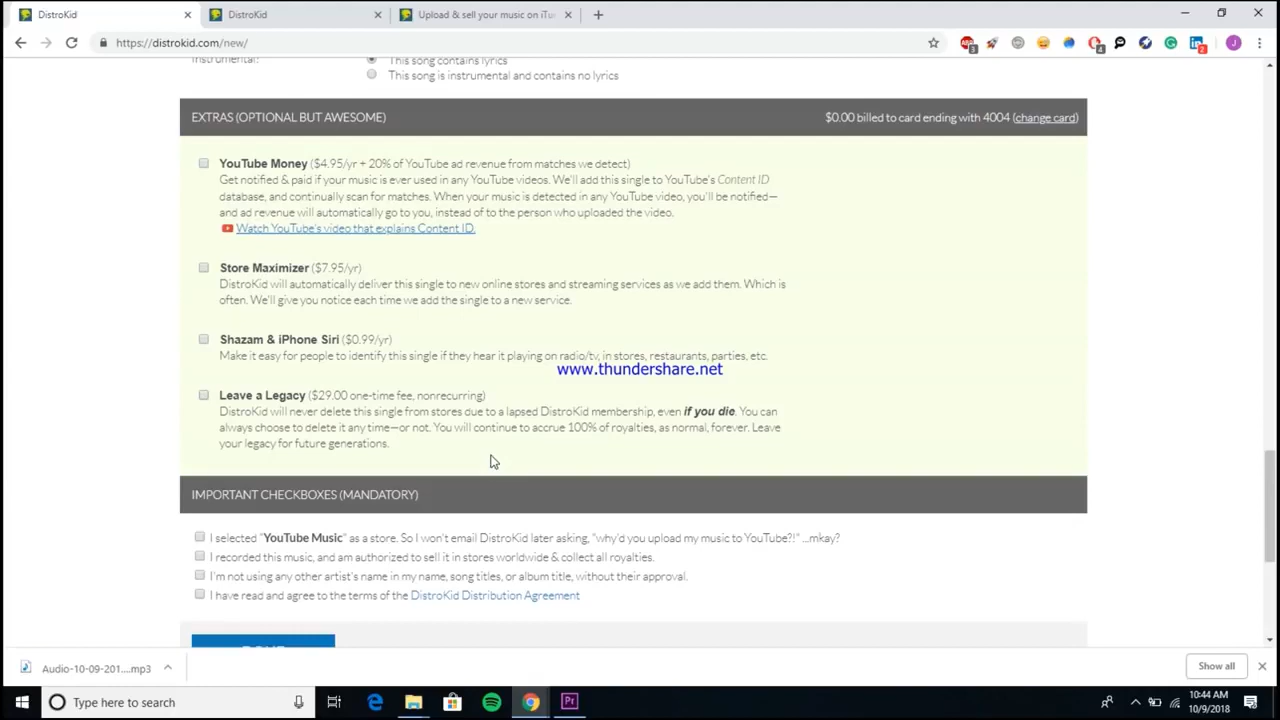 DistroKid
DistroKid
Upload & sell your music on iTu
https://distrokid.com/new/
3
4
2
J
Instrumental:
This song contains lyrics
This song is instrumental and contains no lyrics
EXTRAS (OPTIONAL BUT AWESOME)
$0.00 billed to card ending with 4004 (change card)
YouTube Money ($4.95/yr + 20% of YouTube ad revenue from matches we detect)
Get notified & paid if your music is ever used in any YouTube videos. We'll add this single to YouTube's Content ID
database, and continually scan for matches. When your music is detected in any YouTube video, you'll be notified—
and ad revenue will automatically go to you, instead of to the person who uploaded the video.
Watch YouTube's video that explains Content ID.
Store Maximizer ($7.95/yr)
DistroKid will automatically deliver this single to new online stores and streaming services as we add them. Which is
often. We'll give you notice each time we add the single to a new service.
Shazam & iPhone Siri ($0.99/yr)
Make it easy for people to identify this single if they hear it playing on radio/tv, in stores, restaurants, parties, etc.
www.thundershare.net
Leave a Legacy ($29.00 one-time fee, nonrecurring)
DistroKid will never delete this single from stores due to a lapsed DistroKid membership, even if you die. You can
always choose to delete it any time—or not. You will continue to accrue 100% of royalties, as normal, forever. Leave
your legacy for future generations.
IMPORTANT CHECKBOXES (MANDATORY)
I selected "YouTube Music" as a store. So I won't email DistroKid later asking, "why'd you upload my music to YouTube?!" ...mkay?
I recorded this music, and am authorized to sell it in stores worldwide & collect all royalties.
I'm not using any other artist's name in my name, song titles, or album title, without their approval.
I have read and agree to the terms of the DistroKid Distribution Agreement
Audio-10-09-201....mp3
Show all
Type here to search
Pr
10:44 AM
10/9/2018